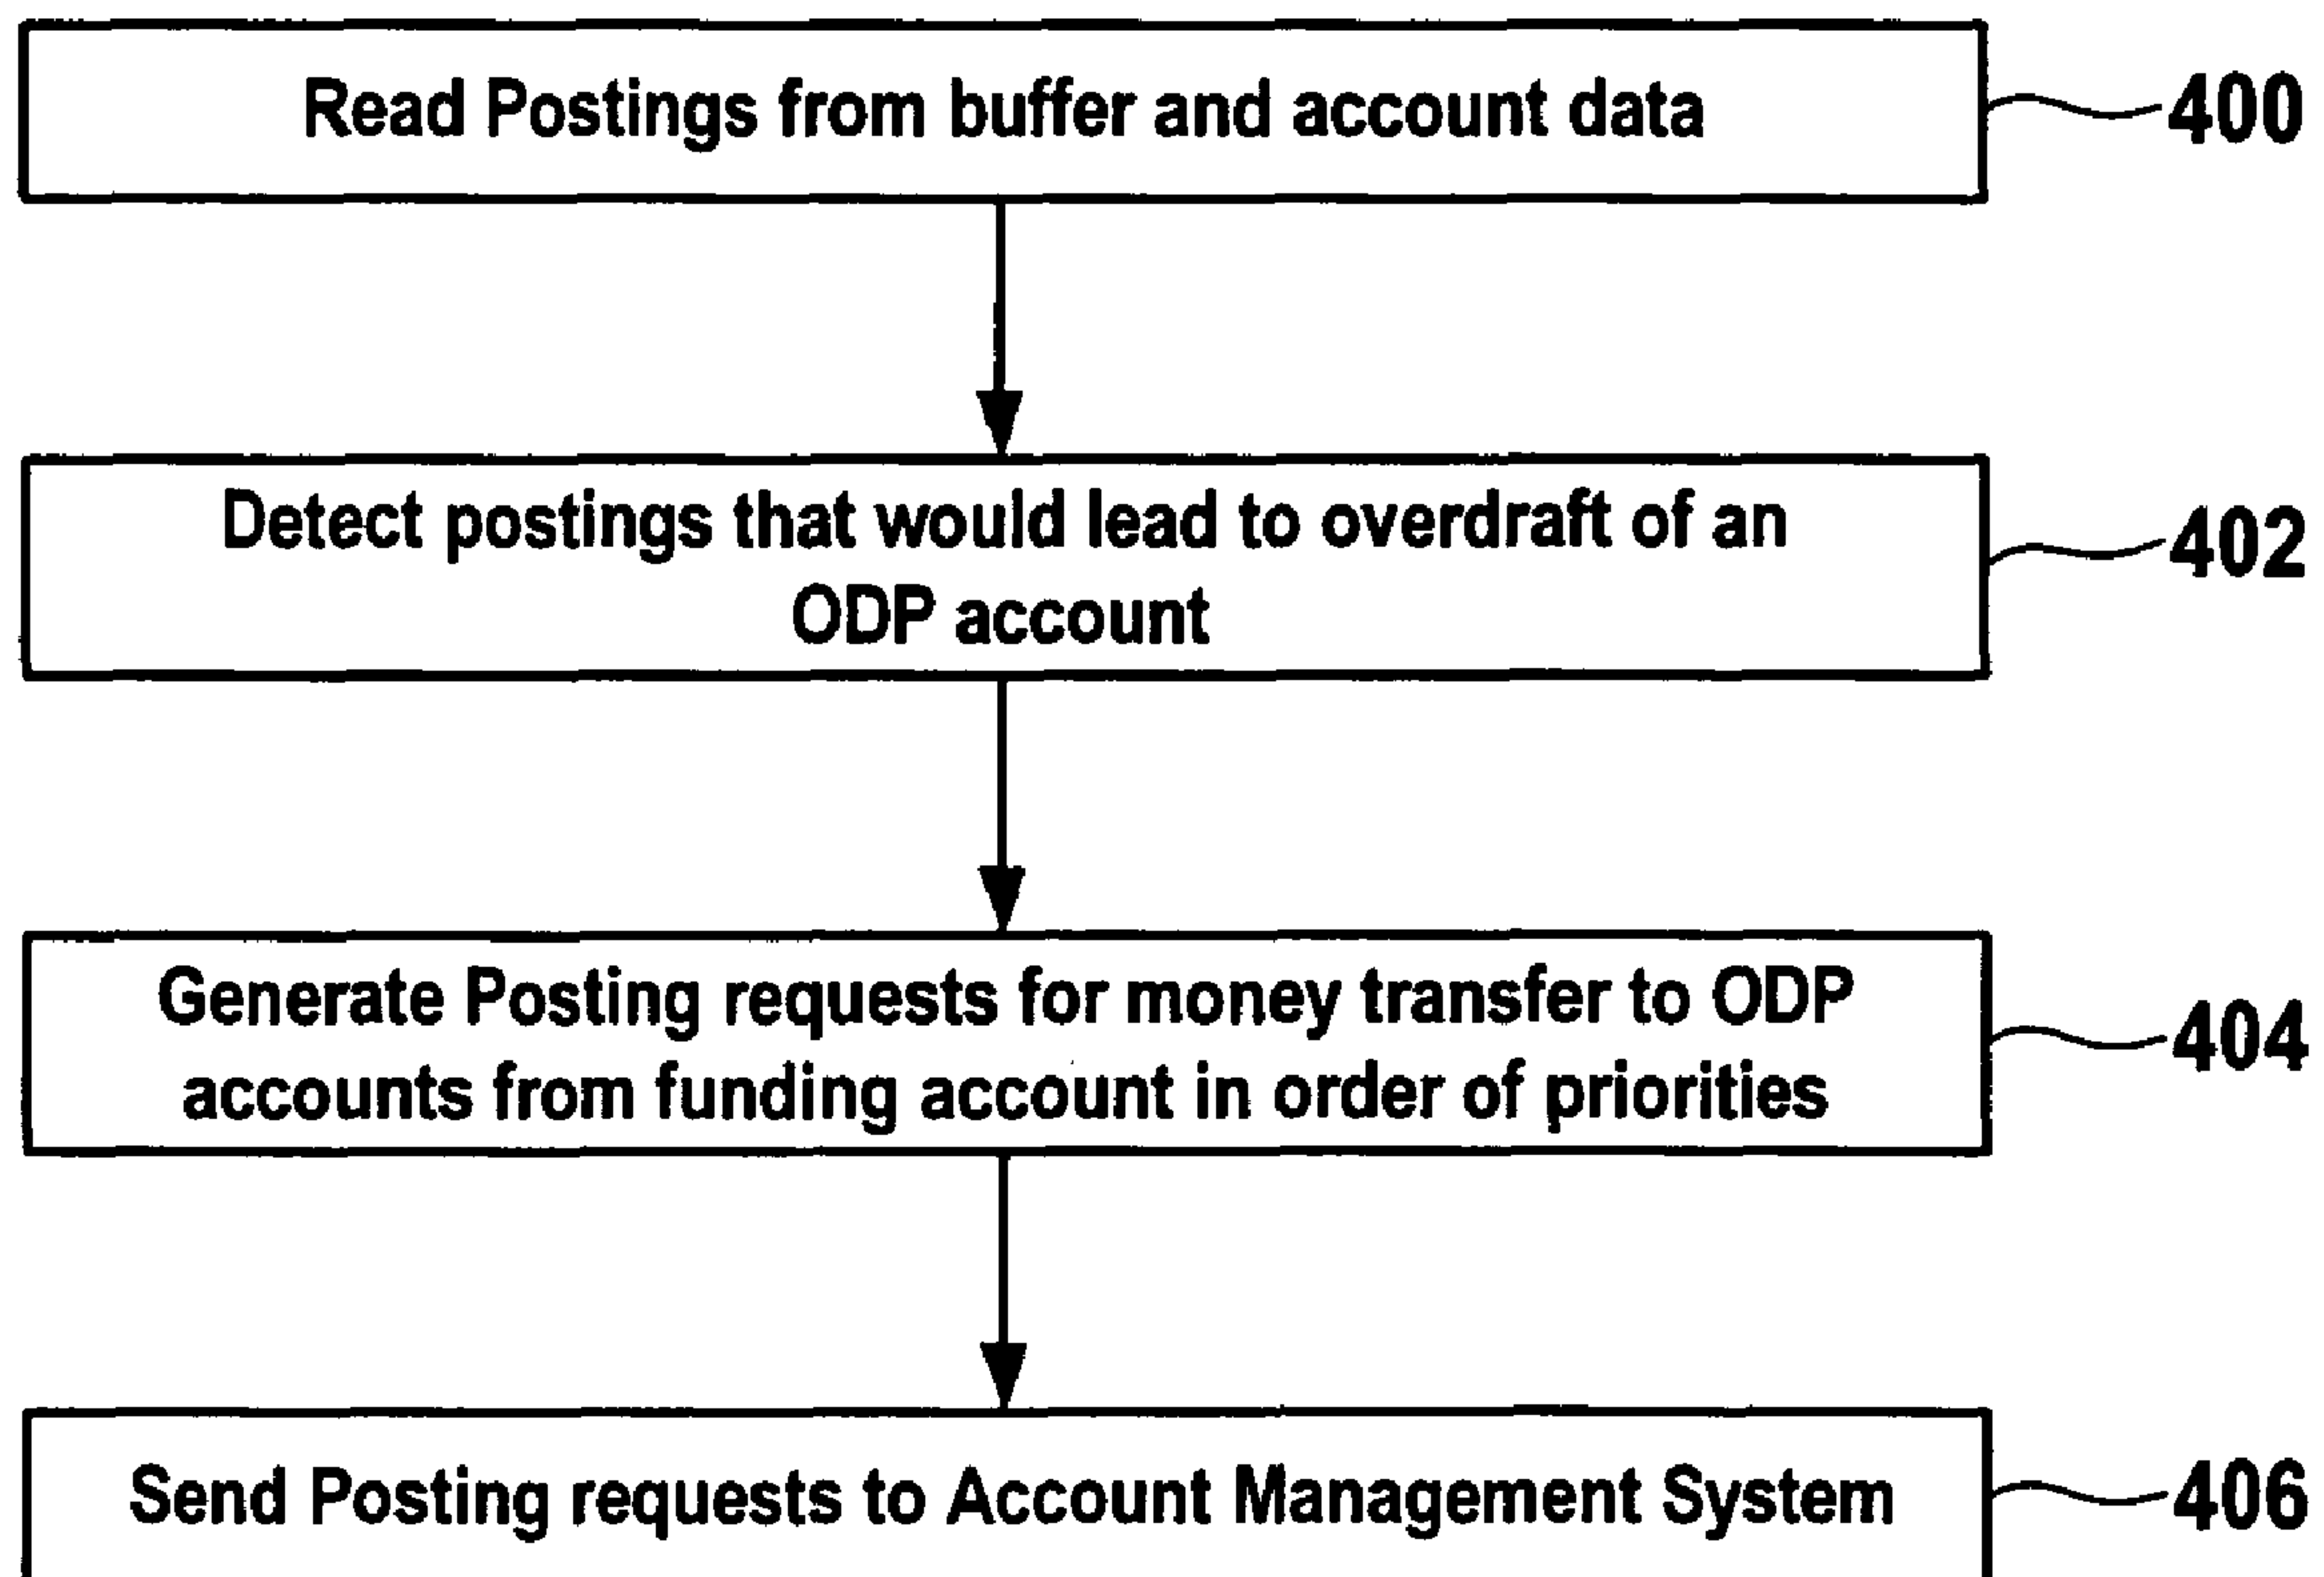 Read Postings from buffer and account data
400
Detect postings that would lead to overdraft of an
ODP account
402
Generate Posting requests for money transfer to ODP
accounts from funding account in order of priorities
404
Send Posting requests to Account Management System
406